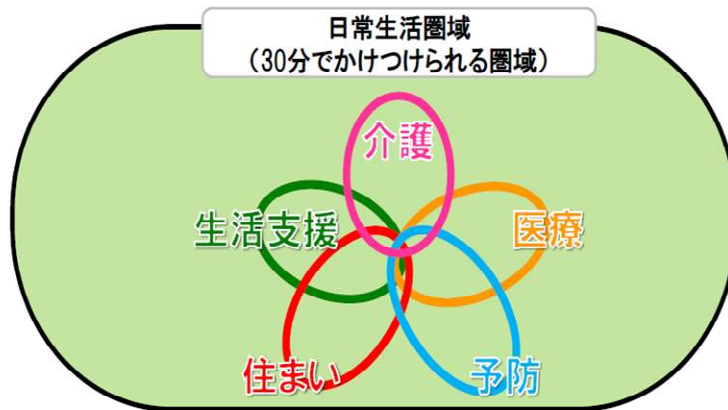 日常生活圏域
（30分でかけつけられる圏域）
介護
生活支援
医療
住まい
予防